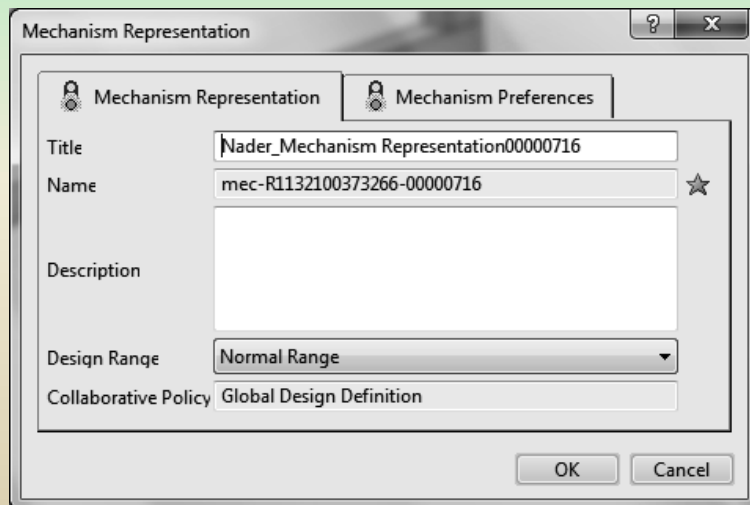 Mechanism Representation
?
X
Mechanism Representation Mechanism Preferences
Title Nader_Mechanism Representation00000716
Name mec-R1132100373266-00000716
Description
Design Range Normal Range
Collaborative Policy Global Design Definition
OK Cancel